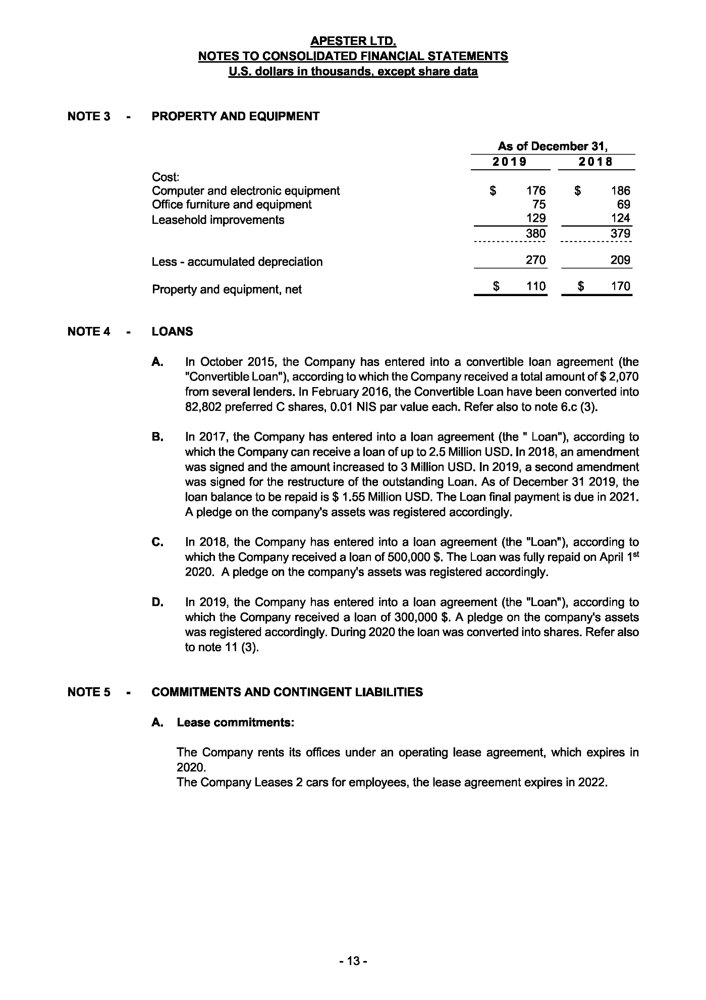 APESTER LTD.
NOTES TO CONSOLIDATED FINANCIAL STATEMENTS
U.S. dollars in thousands, except share data
NOTE 3 - PROPERTY AND EQUIPMENT
As of December 31,
2019 2018
Cost:
Computer and electronic equipment $ 176 $ 186
Office furniture and equipment 75 69
Leasehold improvements 129 124
380 379
Less - accumulated depreciation 270 209
Property and equipment, net $ 110 $ 170
NOTE 4 - LOANS
A. In October 2015, the Company has entered into a convertible loan agreement (the
"Convertible Loan"), according to which the Company received a total amount of $ 2,070
from several lenders. In February 2016, the Convertible Loan have been converted into
82,802 preferred C shares, 0.01 NIS par value each. Refer also to note 6.c (3).
B. In 2017, the Company has entered into a loan agreement (the " Loan"), according to
which the Company can receive a loan of up to 2.5 Million USD. In 2018, an amendment
was signed and the amount increased to 3 Million USD. In 2019, a second amendment
was signed for the restructure of the outstanding Loan. As of December 31 2019, the
loan balance to be repaid is $ 1.55 Million USD. The Loan final payment is due in 2021.
A pledge on the company's assets was registered accordingly.
C. In 2018, the Company has entered into a loan agreement (the "Loan"), according to
which the Company received a loan of 500,000 $. The Loan was fully repaid on April 1st
2020. A pledge on the company's assets was registered accordingly.
D. In 2019, the Company has entered into a loan agreement (the "Loan"), according to
which the Company received a loan of 300,000 $. A pledge on the company's assets
was registered accordingly. During 2020 the loan was converted into shares. Refer also
to note 11 (3).
NOTE 5 - COMMITMENTS AND CONTINGENT LIABILITIES
A. Lease commitments:
The Company rents its offices under an operating lease agreement, which expires in
2020.
The Company Leases 2 cars for employees, the lease agreement expires in 2022.
- 13 -